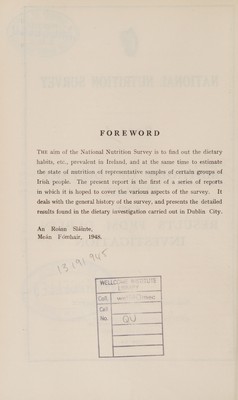 FOREWORD
THE aim of the National Nutrition Survey is to find out the dietary
habits, etc., prevalent in Ireland, and at the same time to estimate
the state of nutrition of representative samples of certain groups of
Irish people. The present report is the first of a series of reports
in which it is hoped to cover the various aspects of the survey. It
deals with the general history of the survey, and presents the detailed
results found in the dietary investigation carried out in Dublin City.
An Roinn Sláinte,
Meán Fómhair, 1948.
WELLCOME INSTITUTE
LIBRARY
Coll.
Call
No. QU